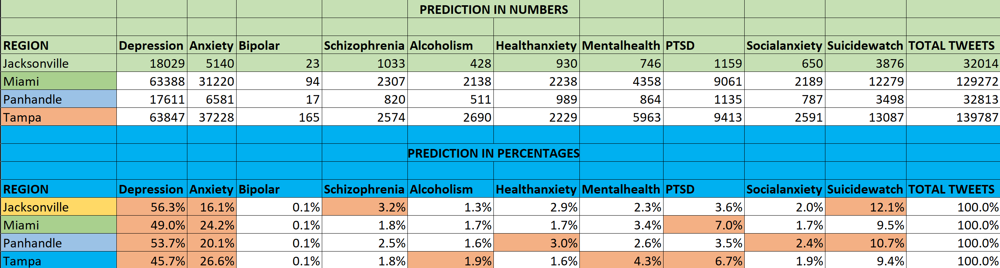 PREDICTION IN NUMBERS
REGION Depression Anxiety Bipolar Schizophrenia Alcoholism Healthanxiety Mentalhealth PTSD Socialanxiety Suicidewatch TOTAL TWEETS
Jacksonville 18029 5140 23 1033 428 930 746 1159 650 3876 32014
Miami 63388 31220 94 2307 2138 2238 4358 9061 2189 12279 129272
Panhandle 17611 6581 17 820 511 989 864 1135 787 3498 32813
Tampa 63847 37228 165 2574 2690 2229 5963 9413 2591 13087 139787
PREDICTION IN PERCENTAGES
REGION Depression Anxiety Bipolar Schizophrenia Alcoholism Healthanxiety Mentalhealth PTSD Socialanxiety Suicidewatch TOTAL TWEETS
Jacksonville 56.3% 16.1% 0.1% 3.2% 1.3% 2.9% 2.3% 3.6% 2.0% 12.1% 100.0%
Miami 49.0% 24.2% 0.1% 1.8% 1.7% 1.7% 3.4% 7.0% 1.7% 9.5% 100.0%
Panhandle 53.7% 20.1% 0.1% 2.5% 1.6% 3.0% 2.6% 3.5% 2.4% 10.7% 100.0%
Tampa 45.7% 26.6% 0.1% 1.8% 1.9% 1.6% 4.3% 6.7% 1.9% 9.4% 100.0%